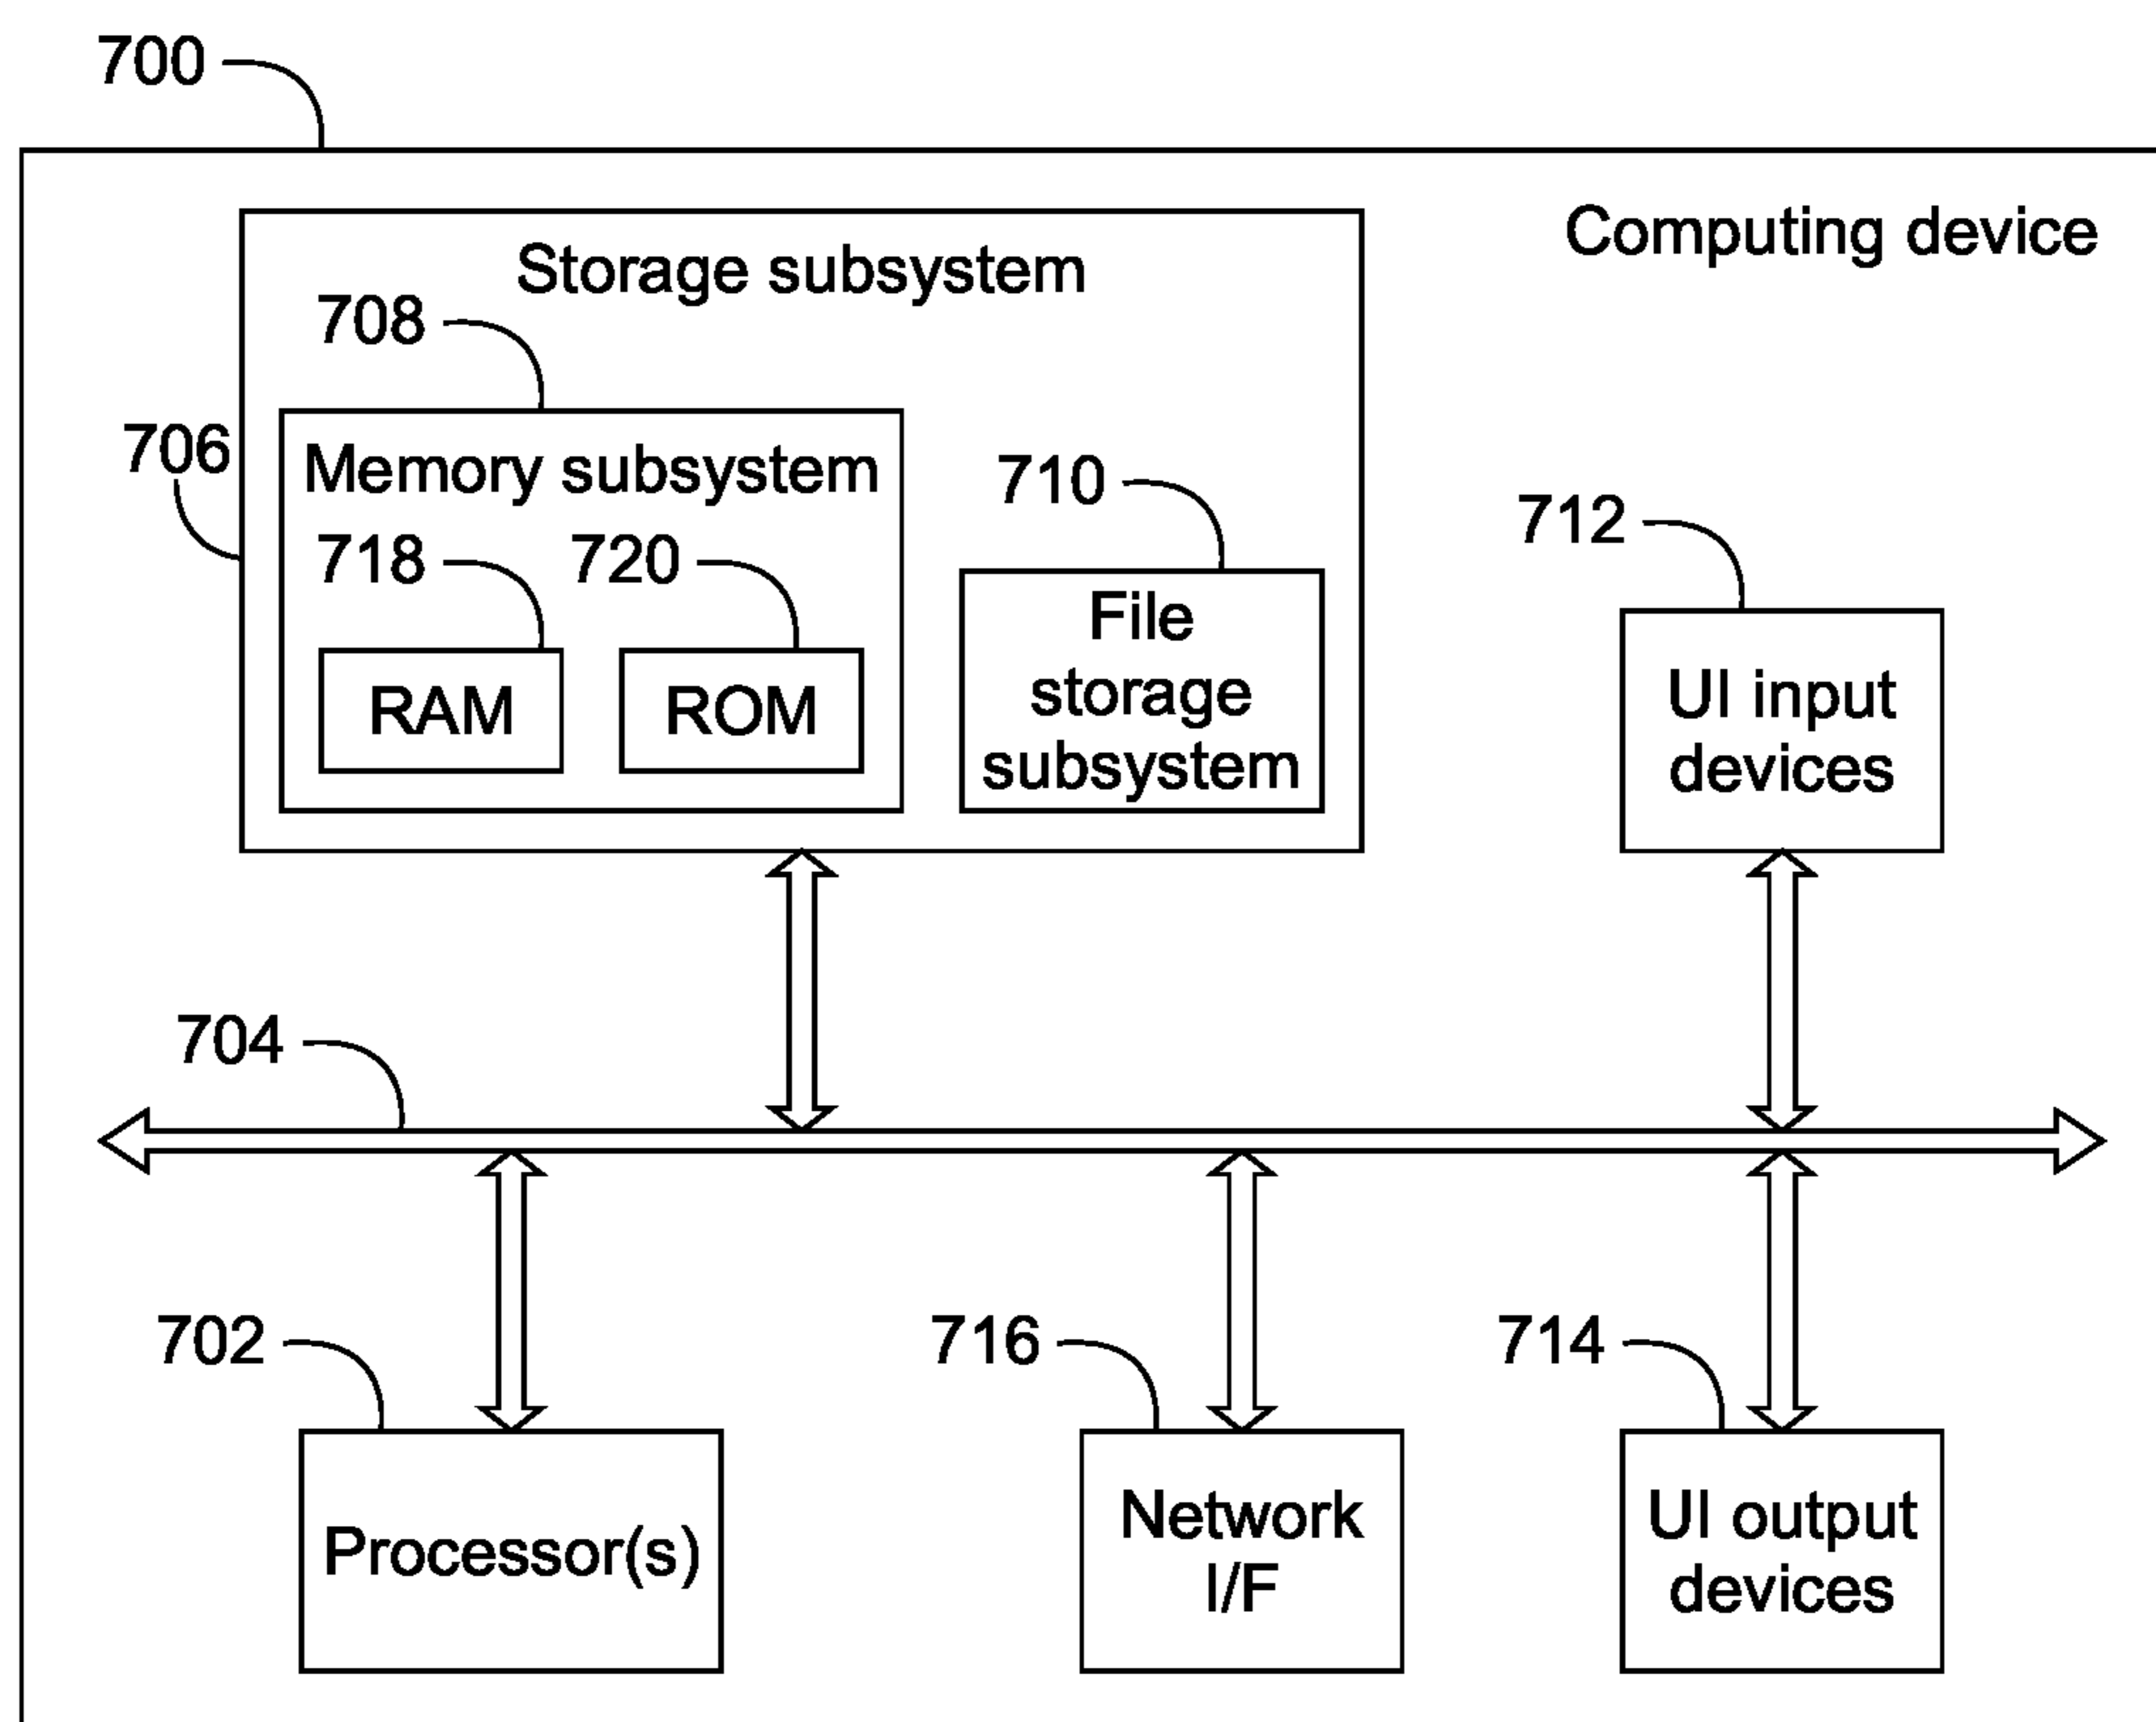 700
Computing device
Storage subsystem
708
706
Memory subsystem
710
712
718
720
RAM
ROM
File
storage
subsystem
UI input
devices
704
702
716
714
Processor(s)
Network
I/F
UI output
devices